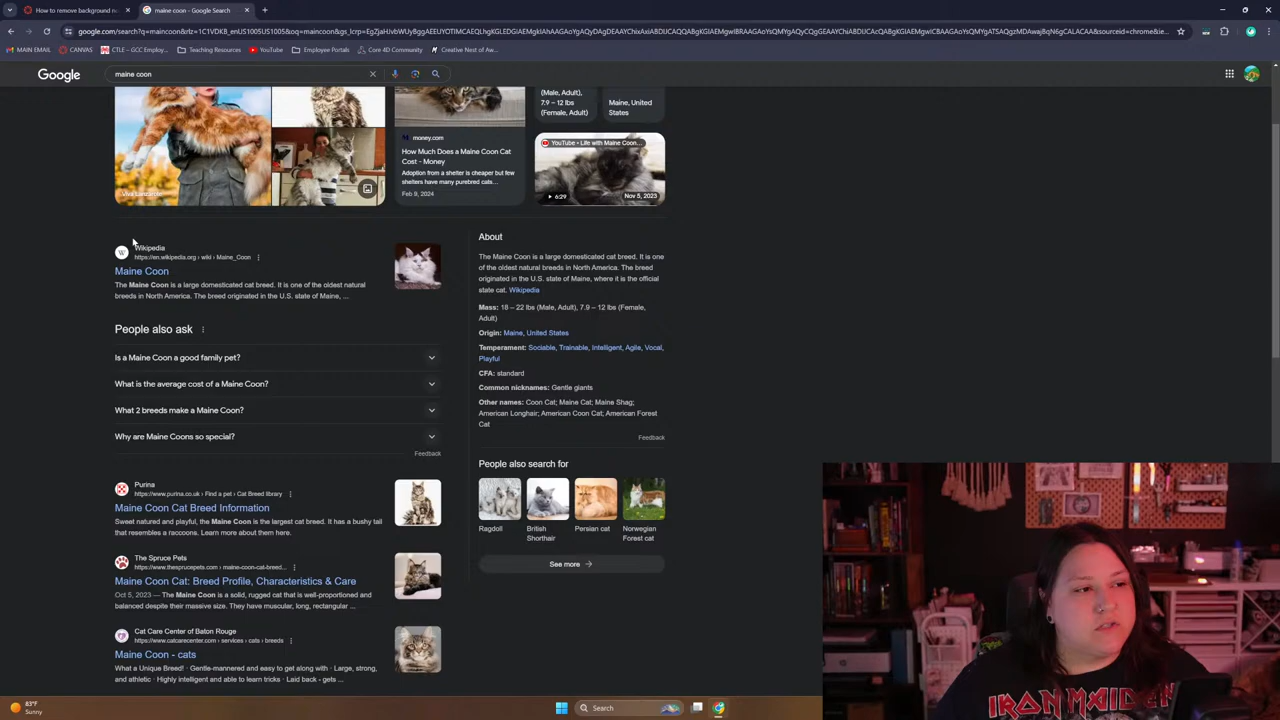 How to remove background n
maine coon - Google Search
MAIN EMAIL
CANVAS
CTLE – GCC Employ...
Teaching Resources
YouTube
Employee Portals
Core 4D Community
Creative Nest of Aw...
Google
maine coon
(Male, Adult),
7.9 – 12 lbs
(Female,
Adult)
Maine, United
States
money.com
How Much Does a Maine Coon Cat
Cost - Money
Adoption from a shelter is cheaper but few
shelters have many purebred cats...
Feb 9, 2024
YouTube • Life with Maine Coon...
6:29
Nov 5, 2023
Wikipedia
https://en.wikipedia.org › wiki › Maine_Coon
Maine Coon
The Maine Coon is a large domesticated cat breed. It is one of the oldest natural
breeds in North America. The breed originated in the U.S. state of Maine, ...
People also ask
Is a Maine Coon a good family pet?
What is the average cost of a Maine Coon?
What 2 breeds make a Maine Coon?
Why are Maine Coons so special?
Feedback
Purina
https://www.purina.co.uk › Find a pet › Cat Breed library
Maine Coon Cat Breed Information
Sweet natured and playful, the Maine Coon is the largest cat breed. It has a bushy tail
that resembles a raccoons. Learn more about them here.
The Spruce Pets
https://www.thesprucepets.com › maine-coon-cat-breed...
Maine Coon Cat: Breed Profile, Characteristics & Care
Oct 5, 2023 — The Maine Coon is a solid, rugged cat that is well-proportioned and
balanced despite their massive size. They have muscular, long, rectangular ...
Cat Care Center of Baton Rouge
https://www.catcarecenter.com › services › cats › breeds
Maine Coon - cats
What a Unique Breed! · Gentle-mannered and easy to get along with · Large, strong,
and athletic · Highly intelligent and able to learn tricks · Laid back - gets ...
About
The Maine Coon is a large domesticated cat breed. It is one
of the oldest natural breeds in North America. The breed
originated in the U.S. state of Maine, where it is the official
state cat. Wikipedia
Mass: 18 – 22 lbs (Male, Adult), 7.9 – 12 lbs (Female,
Adult)
Origin: Maine, United States
Temperament: Sociable, Trainable, Intelligent, Agile, Vocal,
Playful
CFA: standard
Common nicknames: Gentle giants
Other names: Coon Cat; Maine Cat; Maine Shag;
American Longhair; American Coon Cat; American Forest
Cat
Feedback
People also search for
Ragdoll
British
Shorthair
Persian cat
Norwegian
Forest cat
See more
IRON MAIDEN
83°F
Sunny
Search